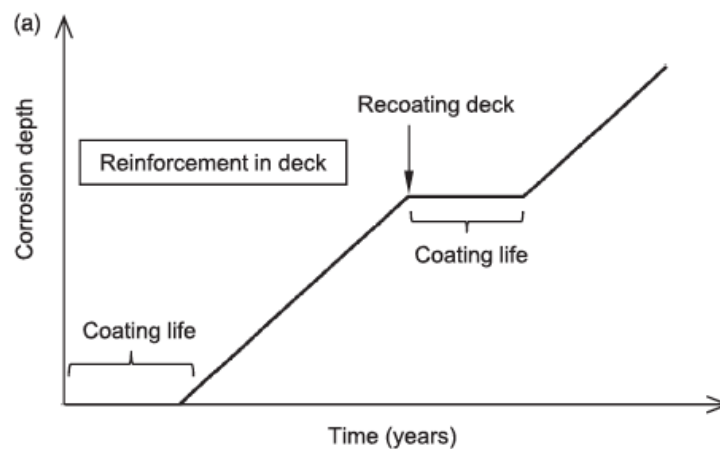 (a)
Recoating deck
Reinforcement in deck
Coating life
Coating life
Corrosion depth
Time (years)